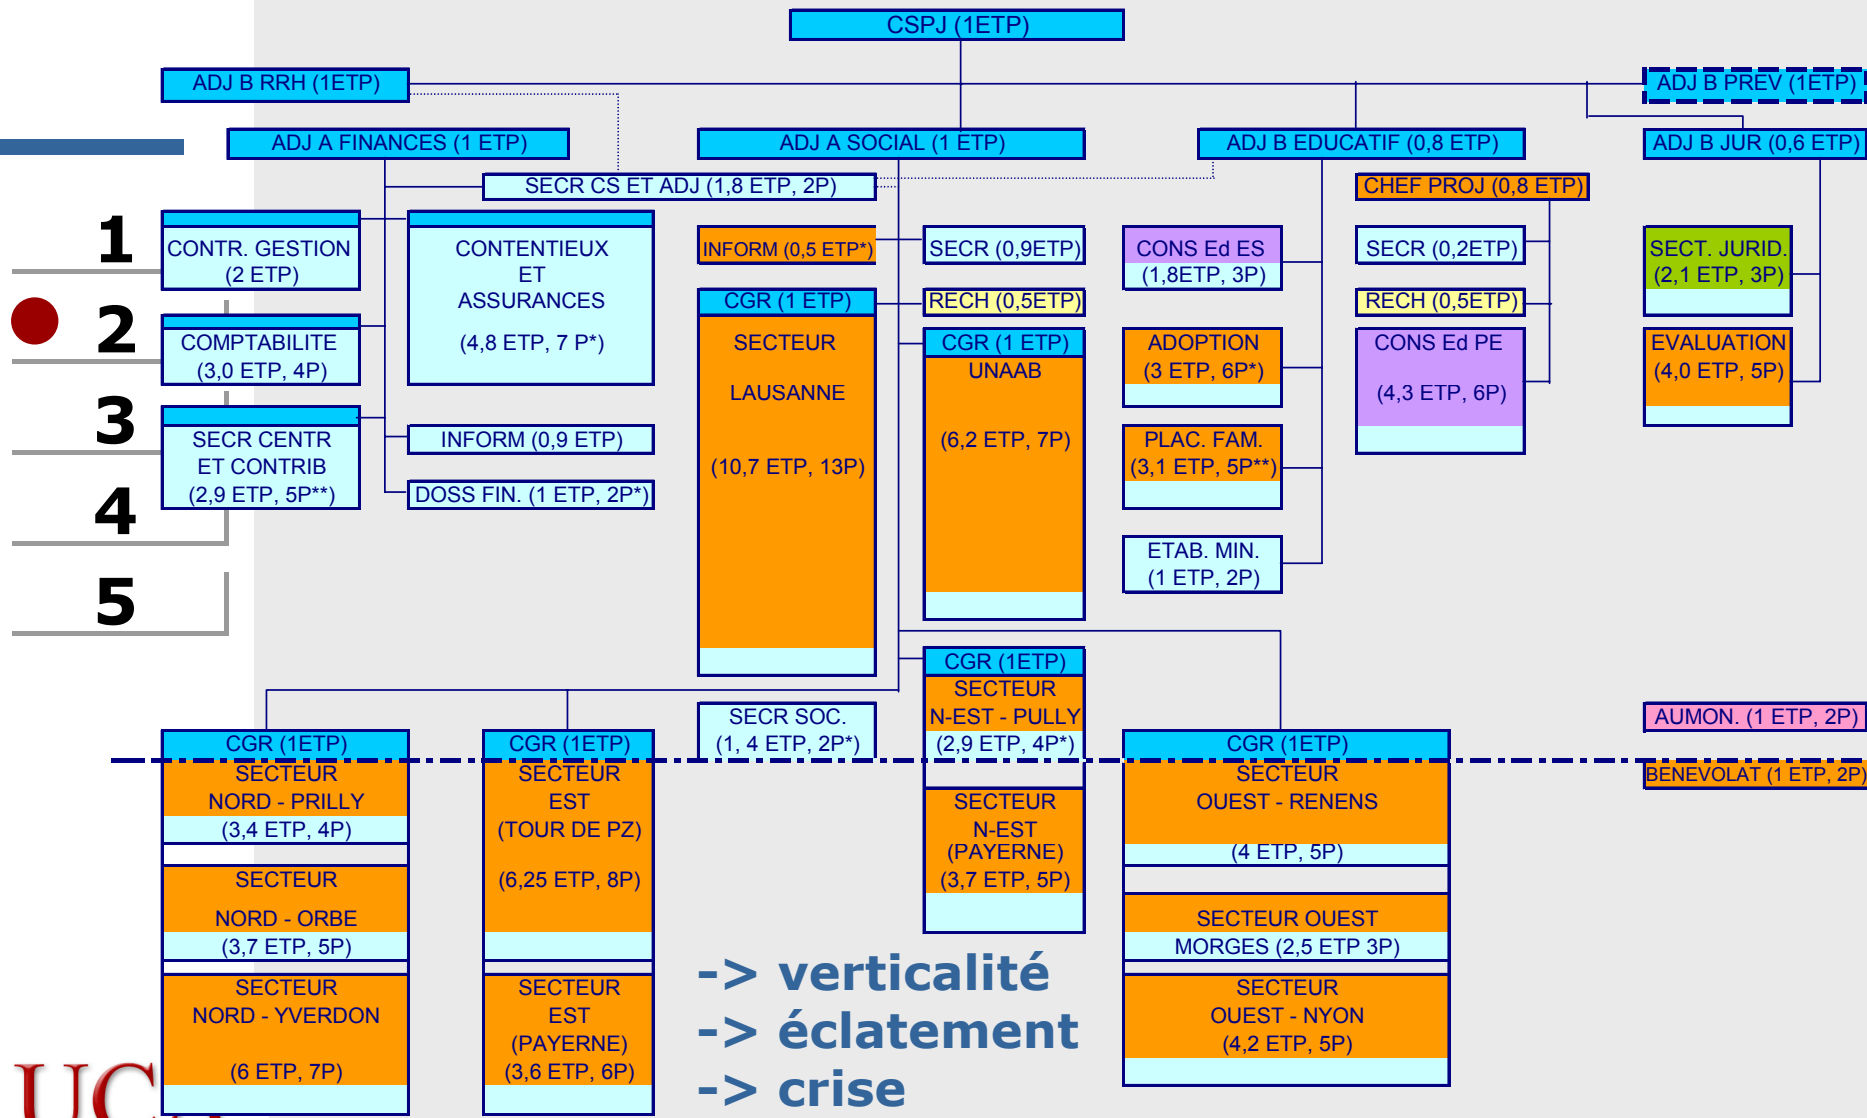 CSPJ (1ETP)
ADJ B RRH (1ETP)
ADJ B PREV (1ETP)
ADJ A FINANCES (1 ETP)
ADJ A SOCIAL (1 ETP)
ADJ B EDUCATIF (0,8 ETP)
ADJ B JUR (0,6 ETP)
SECR CS ET ADJ (1,8 ETP, 2P)
CHEF PROJ (0,8 ETP)
1
2
3
4
5
CONTR. GESTION
(2 ETP)
COMPTABILITE
(3,0 ETP, 4P)
SECR CENTR
ET CONTRIB
(2,9 ETP, 5P**)
CONTENTIEUX
ET
ASSURANCES
(4,8 ETP, 7 P*)
INFORM (0,9 ETP)
DOSS FIN. (1 ETP, 2P*)
INFORM (0,5 ETP*)
SECR (0,9ETP)
CGR (1 ETP)
SECTEUR
LAUSANNE
(10,7 ETP, 13P)
RECH (0,5ETP)
CGR (1 ETP)
UNAAB
(6,2 ETP, 7P)
CONS Ed ES
(1,8ETP, 3P)
ADOPTION
(3 ETP, 6P*)
PLAC. FAM.
(3,1 ETP, 5P**)
ETAB. MIN.
(1 ETP, 2P)
SECR (0,2ETP)
RECH (0,5ETP)
CONS Ed PE
(4,3 ETP, 6P)
SECT. JURID.
(2,1 ETP, 3P)
EVALUATION
(4,0 ETP, 5P)
CGR (1ETP)
SECTEUR
NORD - PRILLY
(3,4 ETP, 4P)
SECTEUR
NORD - ORBE
(3,7 ETP, 5P)
SECTEUR
NORD - YVERDON
(6 ETP, 7P)
CGR (1ETP)
SECTEUR
EST
(TOUR DE PZ)
(6,25 ETP, 8P)
SECTEUR
EST
(PAYERNE)
(3,6 ETP, 6P)
SECR SOC.
(1, 4 ETP, 2P*)
CGR (1ETP)
SECTEUR
N-EST - PULLY
(2,9 ETP, 4P*)
SECTEUR
N-EST
(PAYERNE)
(3,7 ETP, 5P)
CGR (1ETP)
SECTEUR
OUEST - RENENS
(4 ETP, 5P)
SECTEUR OUEST
MORGES (2,5 ETP 3P)
SECTEUR
OUEST - NYON
(4,2 ETP, 5P)
AUMON. (1 ETP, 2P)
BENEVOLAT (1 ETP, 2P)
-> verticalité
-> éclatement
-> crise